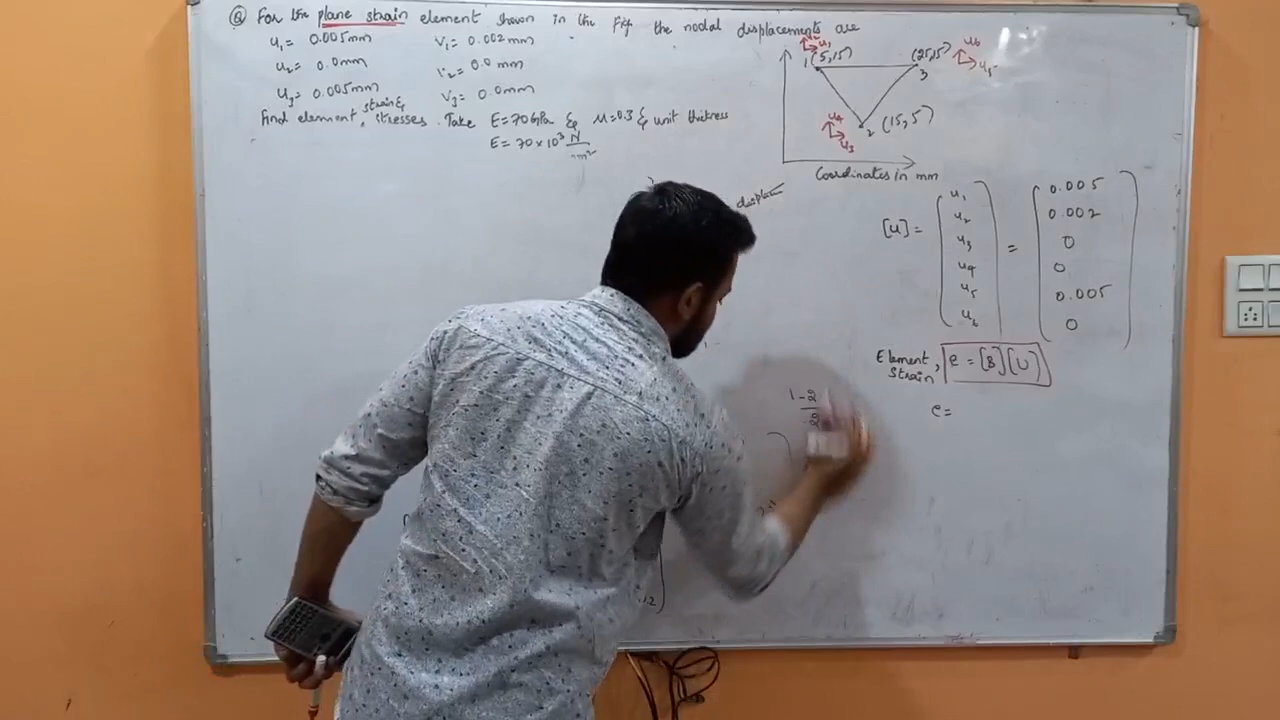 Q For the plane strain element shown in the Fig the nodal displacements are
u₁ = 0.005mm V₁ = 0.002mm
u₂ = 0.0mm V₂ = 0.0 mm
u₃ = 0.005mm V₃ = 0.0mm
find element strain & stresses. Take E = 70GPa & μ = 0.3 & unit thickness
E = 70 × 10³ N/mm²
u₂
u₁
1 (5,15) (25,15) u₆
3 u₅
u₄
u₃ 2 (15,5)
Coordinates in mm
[u] = u₁ = 0.005
u₂ 0.002
u₃ 0
u₄ 0
u₅ 0.005
u₆ 0
Element Strain, e = [B][U]
e =
1-2
2